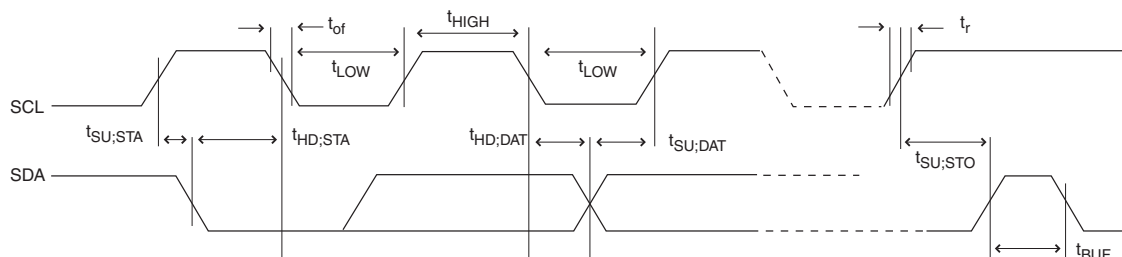 t_of t_HIGH t_r
t_LOW t_LOW
SCL
t_SU;STA t_HD;STA t_HD;DAT t_SU;DAT
t_SU;STO
SDA
t_BUF